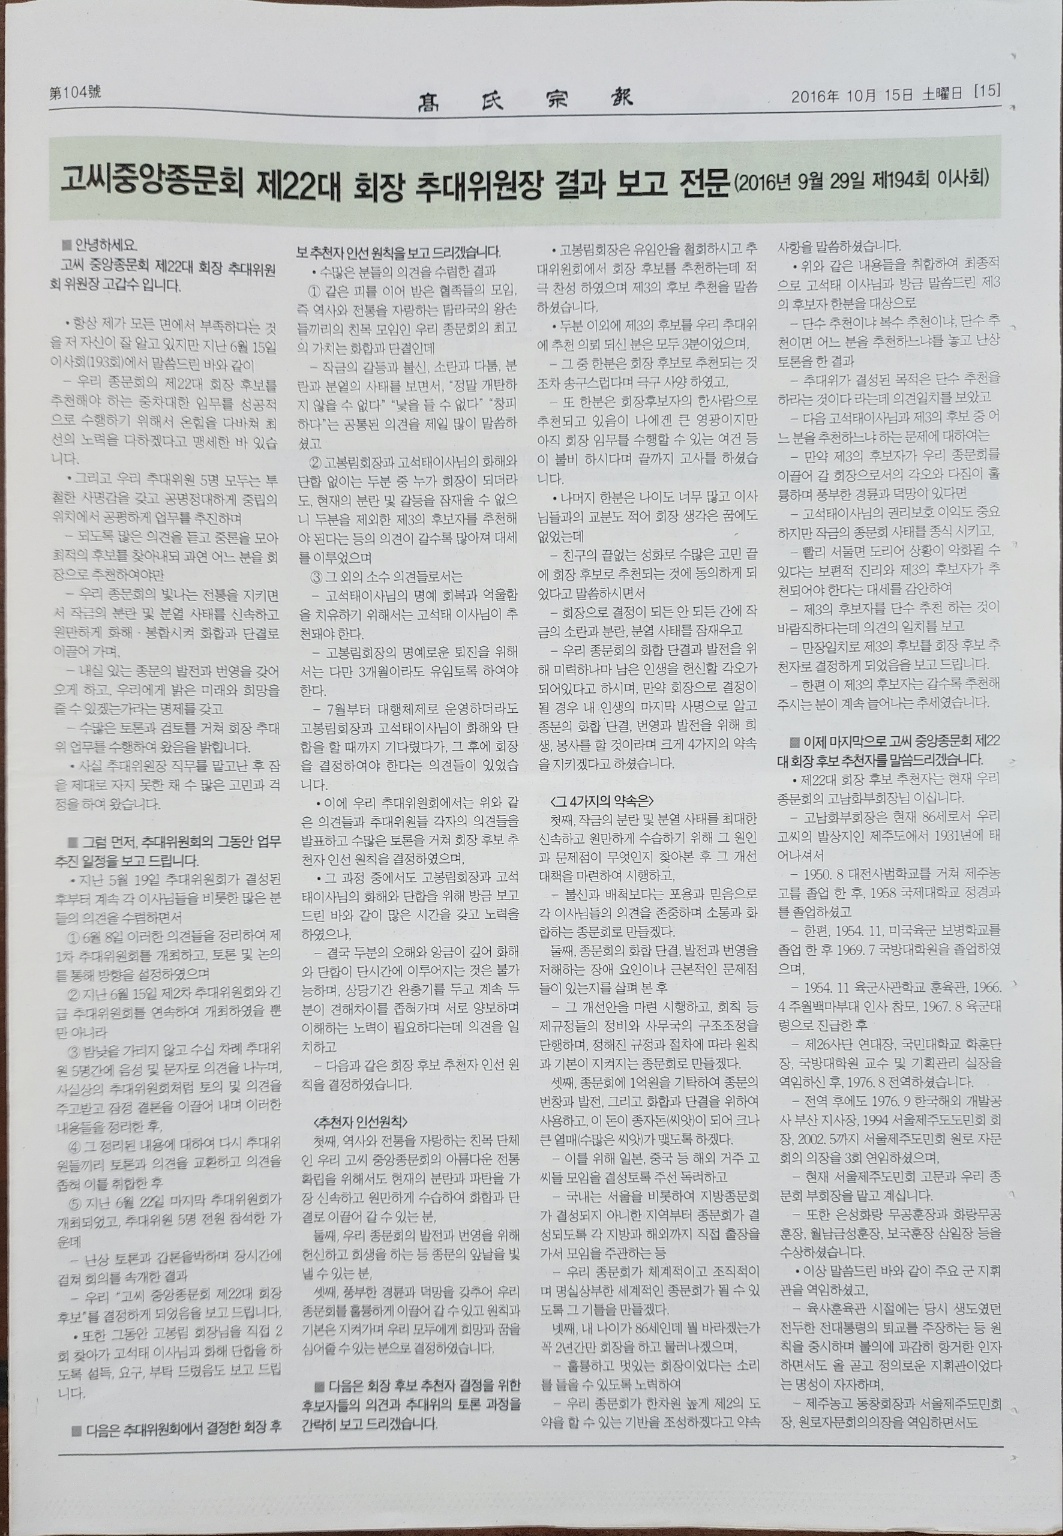 第104號
高氏宗報
2016年 10月 15日 土曜日 [15]
고씨중앙종문회 제22대 회장 추대위원장 결과 보고 전문(2016년 9월 29일 제194회 이사회)
■ 안녕하세요.
고씨 중앙종문회 제22대 회장 추대위원
회 위원장 고갑수 입니다.
• 항상 제가 모든 면에서 부족하다는 것
을 저 자신이 잘 알고 있지만 지난 6월 15일
이사회(193회)에서 말씀드린 바와 같이
– 우리 종문회의 제22대 회장 후보를
추천해야 하는 중차대한 임무를 성공적
으로 수행하기 위해서 온힘을 다바쳐 최
선의 노력을 다하겠다고 맹세한 바 있습
니다.
• 그리고 우리 추대위원 5명 모두는 투
철한 사명감을 갖고 공명정대하게 중립의
위치에서 공평하게 업무를 추진하며
– 되도록 많은 의견을 듣고 중론을 모아
최적의 후보를 찾아내되 과연 어느 분을 회
장으로 추천하여야만
– 우리 종문회의 빛나는 전통을 지키면
서 작금의 분란 및 분열 사태를 신속하고
원만하게 화해·봉합시켜 화합과 단결로
이끌어 가며,
– 내실 있는 종문의 발전과 번영을 갖어
오게 하고, 우리에게 밝은 미래와 희망을
줄 수 있겠는가라는 명제를 갖고
– 수많은 토론과 검토를 거쳐 회장 추대
위 업무를 수행하여 왔음을 밝힙니다.
• 사실 추대위원장 직무를 맡고난 후 잠
을 제대로 자지 못한 채 수 많은 고민과 걱
정을 하여 왔습니다.
■ 그럼 먼저, 추대위원회의 그동안 업무
추진 일정을 보고 드립니다.
• 지난 5월 19일 추대위원회가 결성된
후부터 계속 각 이사님들을 비롯한 많은 분
들의 의견을 수렴하면서
① 6월 8일 이러한 의견들을 정리하여 제
1차 추대위원회를 개최하고, 토론 및 논의
를 통해 방향을 설정하였으며
② 지난 6월 15일 제2차 추대위원회와 긴
급 추대위원회를 연속하여 개최하였을 뿐
만 아니라
③ 밤낮을 가리지 않고 수십 차례 추대위
원 5명간에 음성 및 문자로 의견을 나누며,
사실상의 추대위원회처럼 토의 및 의견을
주고받고 잠정 결론을 이끌어 내며 이러한
내용들을 정리한 후,
④ 그 정리된 내용에 대하여 다시 추대위
원들끼리 토론과 의견을 교환하고 의견을
좁혀 이를 취합한 후
⑤ 지난 6월 22일 마지막 추대위원회가
개최되었고, 추대위원 5명 전원 참석한 가
운데
– 난상 토론과 갑론을박하며 장시간에
걸쳐 회의를 속개한 결과
– 우리 "고씨 중앙종문회 제22대 회장
후보"를 결정하게 되었음을 보고 드립니다.
• 또한 그동안 고봉립 회장님을 직접 2
회 찾아가 고석태 이사님과 화해 단합을 하
도록 설득, 요구, 부탁 드렸음도 보고 드립
니다.
■ 다음은 추대위원회에서 결정한 회장 후
보 추천자 인선 원칙을 보고 드리겠습니다.
• 수많은 분들의 의견을 수렴한 결과
① 같은 피를 이어 받은 혈족들의 모임,
즉 역사와 전통을 자랑하는 탐라국의 왕손
들끼리의 친목 모임인 우리 종문회의 최고
의 가치는 화합과 단결인데
– 작금의 갈등과 불신, 소란과 다툼, 분
란과 분열의 사태를 보면서, "정말 개탄하
지 않을 수 없다" "낯을 들 수 없다" "창피
하다"는 공통된 의견을 제일 많이 말씀하
셨고
② 고봉림회장과 고석태이사님의 화해와
단합 없이는 두분 중 누가 회장이 되더라
도, 현재의 분란 및 갈등을 잠재울 수 없으
니 두분을 제외한 제3의 후보자를 추천해
야 된다는 등의 의견이 갈수록 많아져 대세
를 이루었으며
③ 그 외의 소수 의견들로서는
– 고석태이사님의 명예 회복과 억울함
을 치유하기 위해서는 고석태 이사님이 추
천돼야 한다.
– 고봉림회장의 명예로운 퇴진을 위해
서는 다만 3개월이라도 유임토록 하여야
한다.
– 7월부터 대행체제로 운영하더라도
고봉림회장과 고석태이사님이 화해와 단
합을 할 때까지 기다렸다가, 그 후에 회장
을 결정하여야 한다는 의견들이 있었습
니다.
• 이에 우리 추대위원회에서는 위와 같
은 의견들과 추대위원들 각자의 의견들을
발표하고 수많은 토론을 거쳐 회장 후보 추
천자 인선 원칙을 결정하였으며,
• 그 과정 중에서도 고봉림회장과 고석
태이사님의 화해와 단합을 위해 방금 보고
드린 바와 같이 많은 시간을 갖고 노력을
하였으나,
– 결국 두분의 오해와 앙금이 깊어 화해
와 단합이 단시간에 이루어지는 것은 불가
능하며, 상당기간 완충기를 두고 계속 두
분이 견해차이를 좁혀가며 서로 양보하며
이해하는 노력이 필요하다는데 의견을 일
치하고
– 다음과 같은 회장 후보 추천자 인선 원
칙을 결정하였습니다.
<추천자 인선원칙>
첫째, 역사와 전통을 자랑하는 친목 단체
인 우리 고씨 중앙종문회의 아름다운 전통
확립을 위해서도 현재의 분란과 파탄을 가
장 신속하고 원만하게 수습하여 화합과 단
결로 이끌어 갈 수 있는 분,
둘째, 우리 종문회의 발전과 번영을 위해
헌신하고 희생을 하는 등 종문의 앞날을 빛
낼 수 있는 분,
셋째, 풍부한 경륜과 덕망을 갖추어 우리
종문회를 훌륭하게 이끌어 갈 수 있고 원칙과
기본은 지켜가며 우리 모두에게 희망과 꿈을
심어줄 수 있는 분으로 결정하였습니다.
■ 다음은 회장 후보 추천자 결정을 위한
후보자들의 의견과 추대위의 토론 과정을
간략히 보고 드리겠습니다.
• 고봉림회장은 유임안을 철회하시고 추
대위원회에서 회장 후보를 추천하는데 적
극 찬성 하였으며 제3의 후보 추천을 말씀
하셨습니다.
• 두분 이외에 제3의 후보를 우리 추대위
에 추천 의뢰 되신 분은 모두 3분이었으며,
– 그 중 한분은 회장 후보로 추천되는 것
조차 송구스럽다며 극구 사양 하였고,
– 또 한분은 회장후보자의 한사람으로
추천되고 있음이 나에겐 큰 영광이지만
아직 회장 임무를 수행할 수 있는 여건 등
이 불비 하시다며 끝까지 고사를 하셨습
니다.
• 나머지 한분은 나이도 너무 많고 이사
님들과의 교분도 적어 회장 생각은 꿈에도
없었는데
– 친구의 끝없는 성화로 수많은 고민 끝
에 회장 후보로 추천되는 것에 동의하게 되
었다고 말씀하시면서
– 회장으로 결정이 되든 안 되든 간에 작
금의 소란과 분란, 분열 사태를 잠재우고
– 우리 종문회의 화합 단결과 발전을 위
해 미력하나마 남은 인생을 헌신할 각오가
되어있다고 하시며, 만약 회장으로 결정이
될 경우 내 인생의 마지막 사명으로 알고
종문의 화합 단결, 번영과 발전을 위해 희
생, 봉사를 할 것이라며 크게 4가지의 약속
을 지키겠다고 하셨습니다.
<그 4가지의 약속은>
첫째, 작금의 분란 및 분열 사태를 최대한
신속하고 원만하게 수습하기 위해 그 원인
과 문제점이 무엇인지 찾아본 후 그 개선
대책을 마련하여 시행하고,
– 불신과 배척보다는 포용과 믿음으로
각 이사님들의 의견을 존중하며 소통과 화
합하는 종문회로 만들겠다.
둘째, 종문회의 화합 단결, 발전과 번영을
저해하는 장애 요인이나 근본적인 문제점
들이 있는지를 살펴 본 후
– 그 개선안을 마련 시행하고, 회칙 등
제규정들의 정비와 사무국의 구조조정을
단행하며, 정해진 규정과 절차에 따라 원칙
과 기본이 지켜지는 종문회로 만들겠다.
셋째, 종문회에 1억원을 기탁하여 종문의
번창과 발전, 그리고 화합과 단결을 위하여
사용하고, 이 돈이 종자돈(씨앗)이 되어 크나
큰 열매(수많은 씨앗)가 맺도록 하겠다.
– 이를 위해 일본, 중국 등 해외 거주 고
씨들 모임을 결성토록 주선 독려하고
– 국내는 서울을 비롯하여 지방종문회
가 결성되지 아니한 지역부터 종문회가 결
성되도록 각 지방과 해외까지 직접 출장을
가서 모임을 주관하는 등
– 우리 종문회가 체계적이고 조직적이
며 명실상부한 세계적인 종문회가 될 수 있
도록 그 기틀을 만들겠다.
넷째, 내 나이가 86세인데 뭘 바라겠는가
꼭 2년간만 회장을 하고 물러나겠으며,
– 훌륭하고 멋있는 회장이었다는 소리
를 들을 수 있도록 노력하여
– 우리 종문회가 한차원 높게 제2의 도
약을 할 수 있는 기반을 조성하겠다고 약속
사항을 말씀하셨습니다.
• 위와 같은 내용들을 취합하여 최종적
으로 고석태 이사님과 방금 말씀드린 제3
의 후보자 한분을 대상으로
– 단수 추천이냐 복수 추천이냐, 단수 추
천이면 어느 분을 추천하느냐를 놓고 난상
토론을 한 결과
– 추대위가 결성된 목적은 단수 추천을
하라는 것이다 라는데 의견일치를 보았고
– 다음 고석태이사님과 제3의 후보 중 어
느 분을 추천하느냐 하는 문제에 대하여는
– 만약 제3의 후보자가 우리 종문회를
이끌어 갈 회장으로서의 각오와 다짐이 훌
륭하며 풍부한 경륜과 덕망이 있다면
– 고석태이사님의 권리보호 이익도 중요
하지만 작금의 종문회 사태를 종식 시키고,
– 빨리 서둘면 도리어 상황이 악화될 수
있다는 보편적 진리와 제3의 후보자가 추
천되어야 한다는 대세를 감안하여
– 제3의 후보자를 단수 추천 하는 것이
바람직하다는데 의견의 일치를 보고
– 만장일치로 제3의 후보를 회장 후보 추
천자로 결정하게 되었음을 보고 드립니다.
– 한편 이 제3의 후보자는 갈수록 추천해
주시는 분이 계속 늘어나는 추세였습니다.
■ 이제 마지막으로 고씨 중앙종문회 제22
대 회장 후보 추천자를 말씀드리겠습니다.
• 제22대 회장 후보 추천자는 현재 우리
종문회의 고남화부회장님 이십니다.
– 고남화부회장은 현재 86세로서 우리
고씨의 발상지인 제주도에서 1931년에 태
어나셔서
– 1950. 8 대전사범학교를 거쳐 제주농
고를 졸업 한 후, 1958 국제대학교 정경과
를 졸업하셨고
– 한편, 1954. 11, 미국육군 보병학교를
졸업 한 후 1969. 7 국방대학원을 졸업하였
으며,
– 1954. 11 육군사관학교 훈육관, 1966.
4 주월백마부대 인사 참모, 1967. 8 육군대
령으로 진급한 후
– 제26사단 연대장, 국민대학교 학훈단
장, 국방대학원 교수 및 기획관리 실장을
역임하신 후, 1976. 8 전역하셨습니다.
– 전역 후에도 1976. 9 한국해외 개발공
사 부산 지사장, 1994 서울제주도도민회 회
장, 2002. 5까지 서울제주도민회 원로 자문
회의 의장을 3회 연임하셨으며,
– 현재 서울제주도민회 고문과 우리 종
문회 부회장을 맡고 계십니다.
– 또한 은성화랑 무공훈장과 화랑무공
훈장, 월남금성훈장, 보국훈장 삼일장 등을
수상하셨습니다.
• 이상 말씀드린 바와 같이 주요 군 지휘
관을 역임하셨고,
– 육사훈육관 시절에는 당시 생도였던
전두한 전대통령의 퇴교를 주장하는 등 원
칙을 중시하며 불의에 과감히 항거한 인자
하면서도 올 곧고 정의로운 지휘관이었다
는 명성이 자자하며,
– 제주농고 동창회장과 서울제주도민회
장, 원로자문회의의장을 역임하면서도